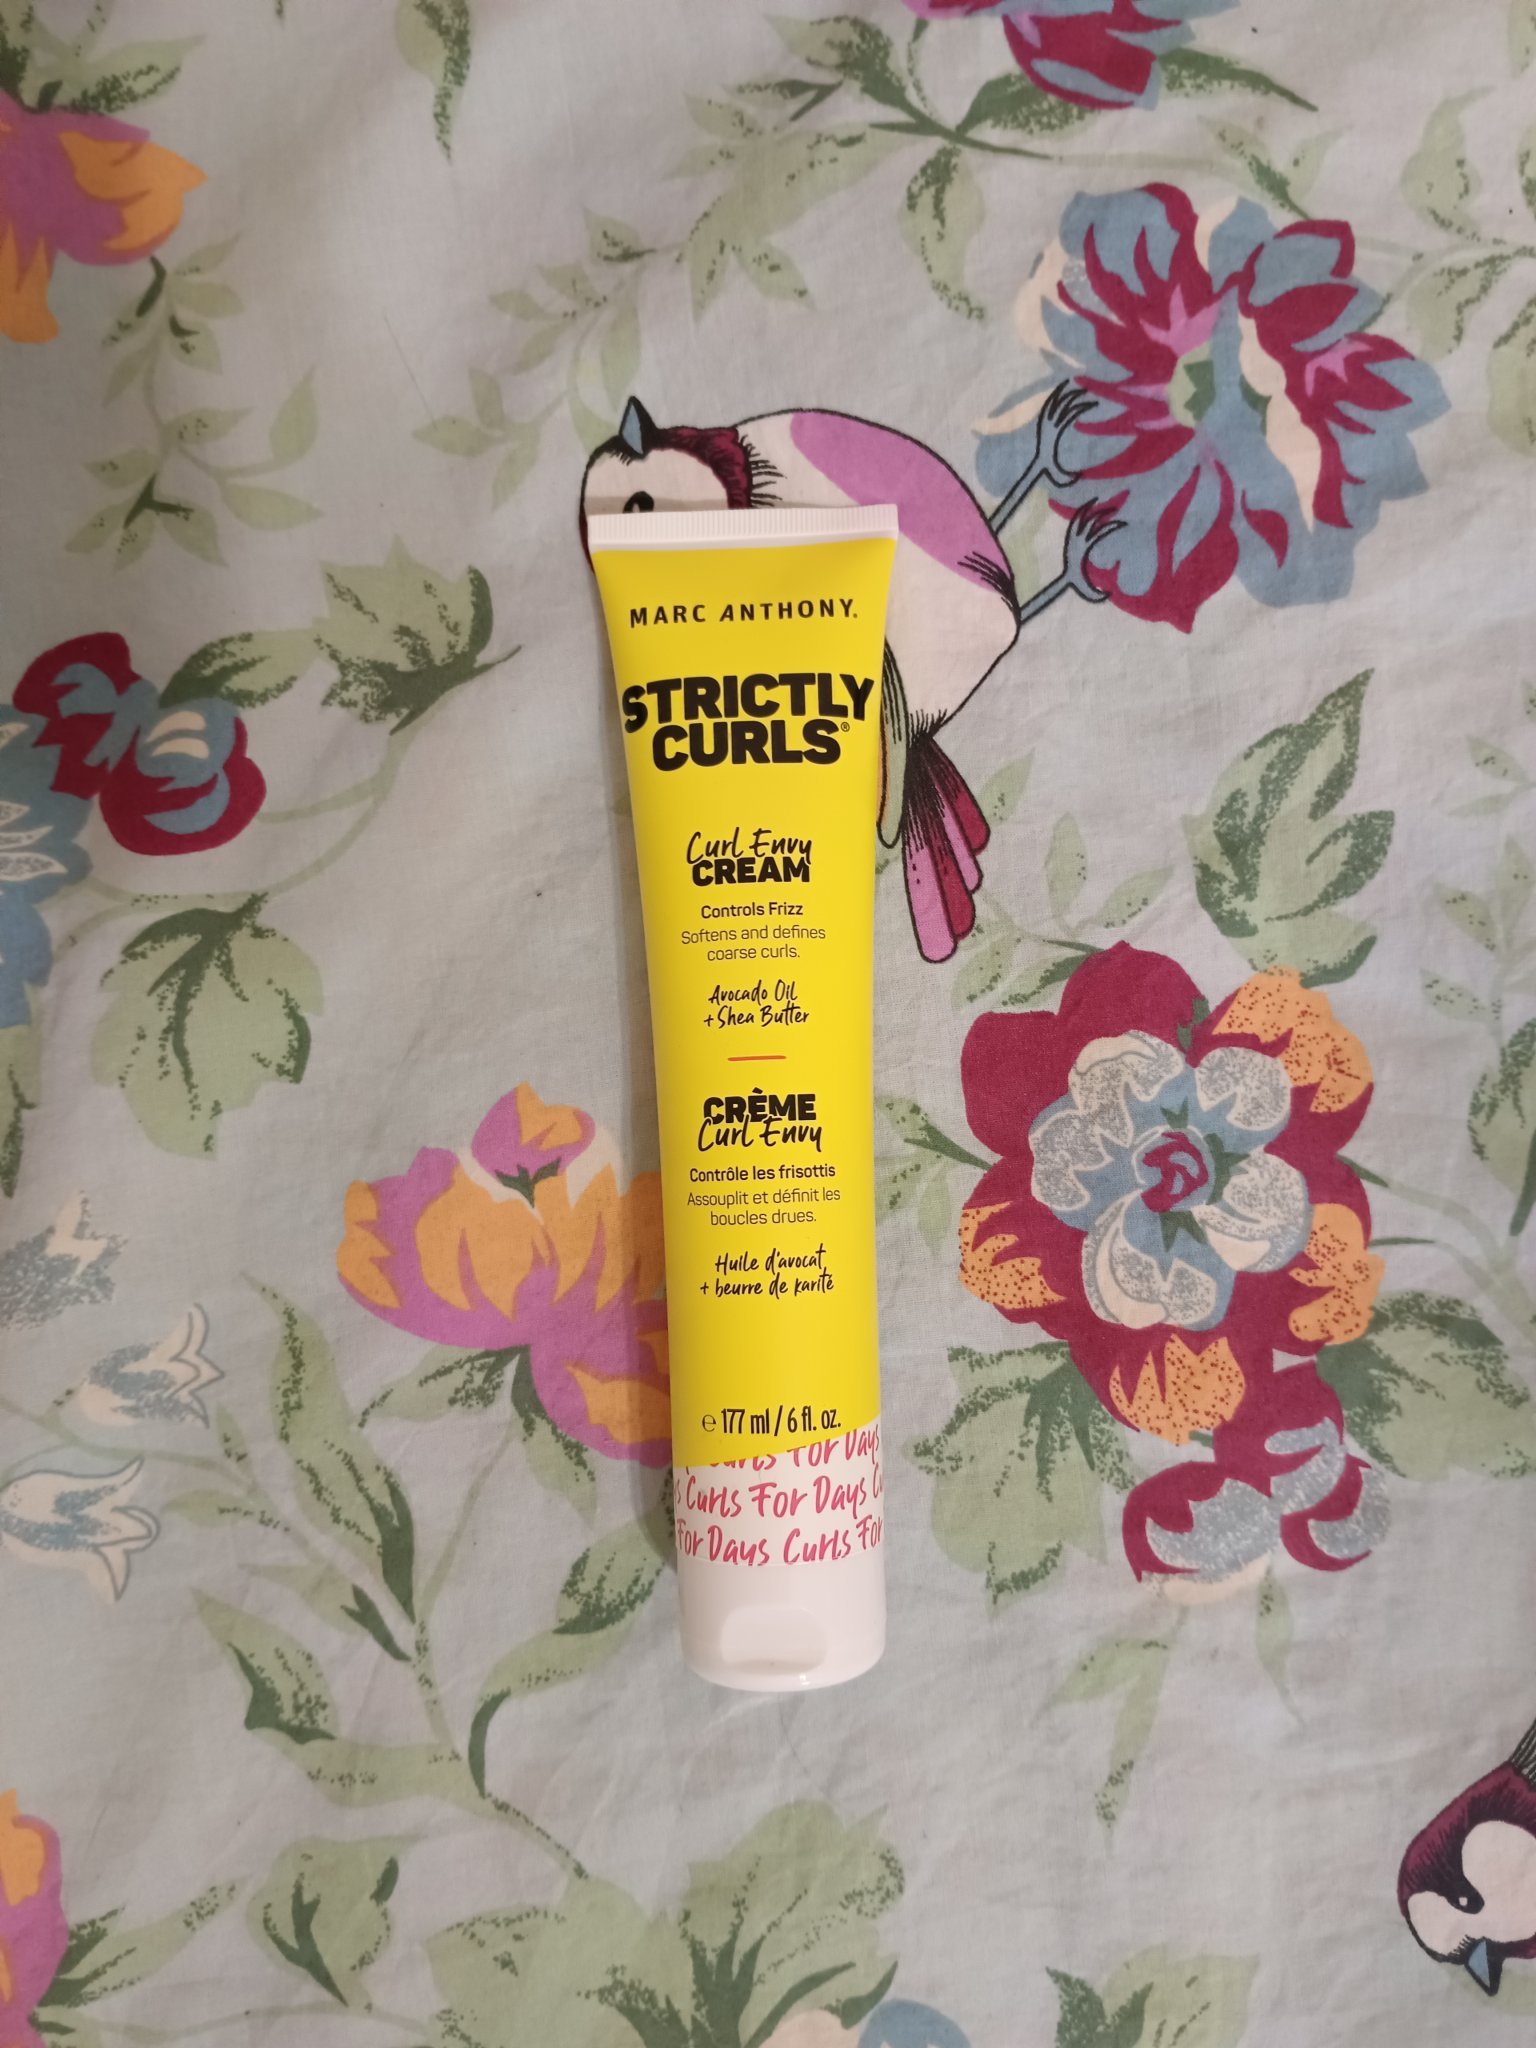 MARC ANTHONY.
STRICTLY
CURLS®
Curl Envy
CREAM
Controls Frizz
Softens and defines
coarse curls.
Avocado Oil
+ Shea Butter
CRÈME
Curl Envy
Contrôle les frisottis
Assouplit et définit les
boucles drues.
Huile d'avocat
+ beurre de karité
℮ 177 ml / 6 fl. oz.
Curls For Days
Curls For Days
For Days Curls For